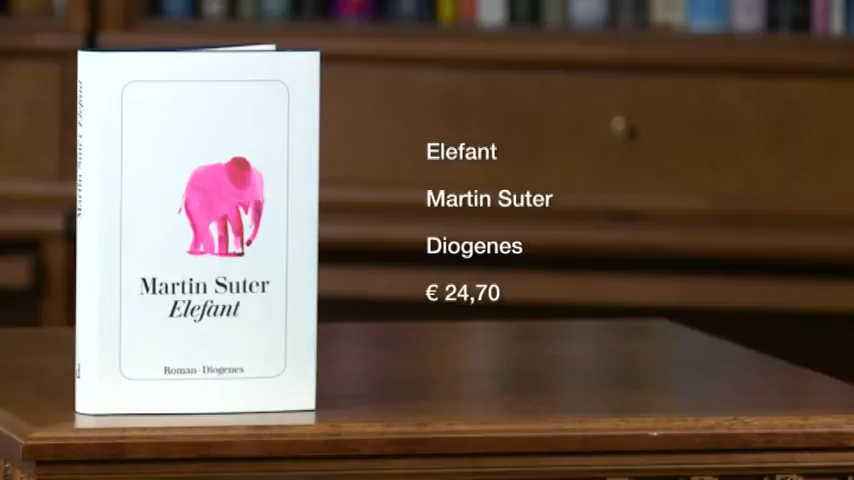 Martin Suter Elefant
Martin Suter
Elefant
Roman · Diogenes
Elefant
Martin Suter
Diogenes
€ 24,70